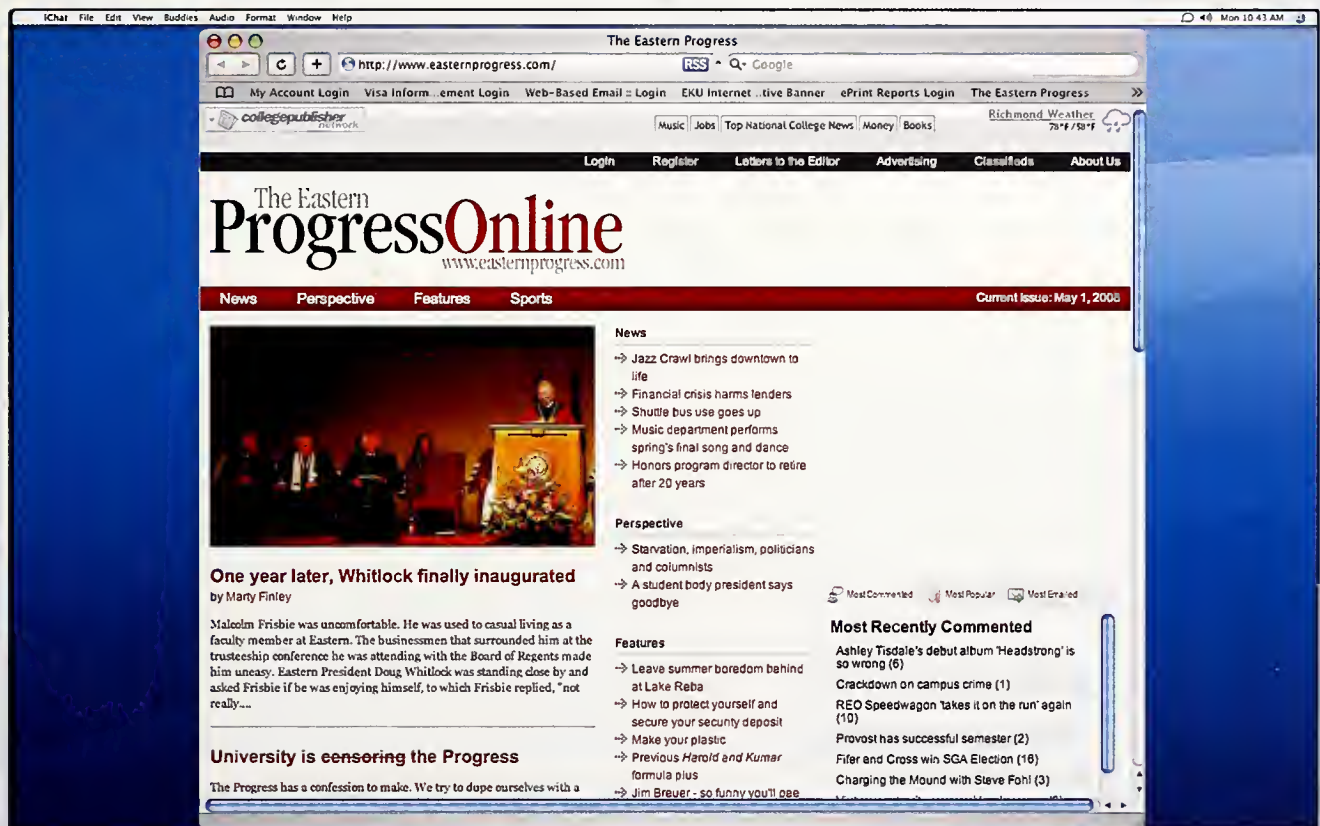 iChat File Edit View Buddies Audio Format Window Help
Mon 10 43 AM
The Eastern Progress
http://www.easternprogress.com/
RSS
Google
My Account Login Visa Inform...ement Login Web-Based Email :: Login EKU Internet ..tive Banner ePrint Reports Login The Eastern Progress
collegepublisher
network
Music Jobs Top National College News Money Books
Richmond Weather
78°F / 58°F
Login Register Letters to the Editor Advertising Classifieds About Us
The Eastern
ProgressOnline
www.easternprogress.com
News Perspective Features Sports
Current Issue: May 1, 2008
One year later, Whitlock finally inaugurated
by Marty Finley
Malcolm Frisbie was uncomfortable. He was used to casual living as a
faculty member at Eastern. The businessmen that surrounded him at the
trusteeship conference he was attending with the Board of Regents made
him uneasy. Eastern President Doug Whitlock was standing close by and
asked Frisbie if he was enjoying himself, to which Frisbie replied, "not
really....
University is censoring the Progress
The Progress has a confession to make. We try to dupe ourselves with a
News
Jazz Crawl brings downtown to
life
Financial crisis harms lenders
Shuttle bus use goes up
Music department performs
spring's final song and dance
Honors program director to retire
after 20 years
Perspective
Starvation, imperialism, politicians
and columnists
A student body president says
goodbye
Features
Leave summer boredom behind
at Lake Reba
How to protect yourself and
secure your security deposit
Make your plastic
Previous Harold and Kumar
formula plus
Jim Breuer - so funny you'll pee
Most Commented Most Popular Most Emailed
Most Recently Commented
Ashley Tisdale's debut album 'Headstrong' is
so wrong (6)
Crackdown on campus crime (1)
REO Speedwagon 'takes it on the run' again
(10)
Provost has successful semester (2)
Fifer and Cross win SGA Election (16)
Charging the Mound with Steve Fohl (3)